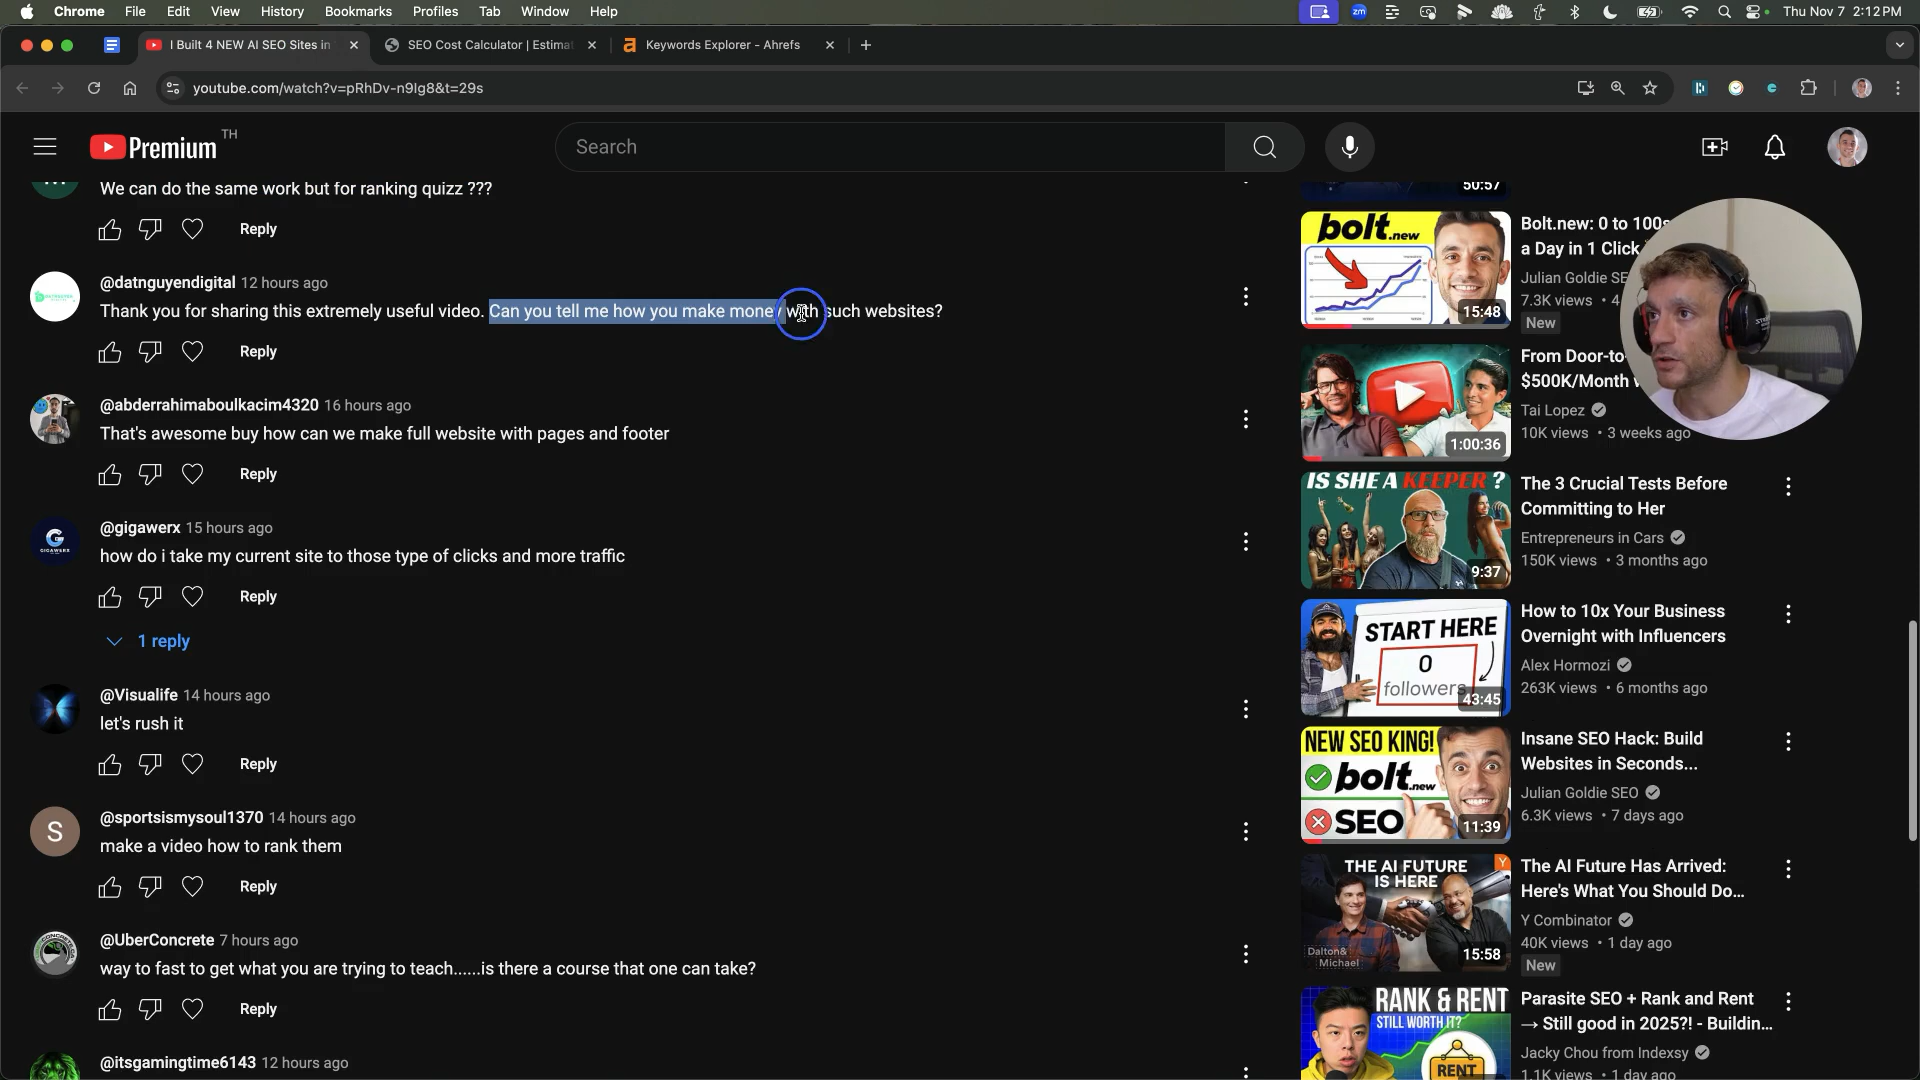 Chrome File Edit View History Bookmarks Profiles Tab Window Help
zm
Thu Nov 7 2:12 PM
I Built 4 NEW AI SEO Sites in
SEO Cost Calculator | Estima
Keywords Explorer - Ahrefs
youtube.com/watch?v=pRhDv-n9lg8&t=29s
Premium TH
Search
We can do the same work but for ranking quizz ???
Reply
@datnguyendigital 12 hours ago
Thank you for sharing this extremely useful video. Can you tell me how you make money with such websites?
Reply
@abderrahimaboulkacim4320 16 hours ago
That's awesome buy how can we make full website with pages and footer
Reply
@gigawerx 15 hours ago
how do i take my current site to those type of clicks and more traffic
Reply
1 reply
@Visualife 14 hours ago
let's rush it
Reply
S
@sportsismysoul1370 14 hours ago
make a video how to rank them
Reply
@UberConcrete 7 hours ago
way to fast to get what you are trying to teach......is there a course that one can take?
Reply
@itsgamingtime6143 12 hours ago
50:57
bolt.new
15:48
Bolt.new: 0 to 100s
a Day in 1 Click
Julian Goldie SE
7.3K views • 4
New
1:00:36
From Door-to-
$500K/Month
Tai Lopez
10K views • 3 weeks ago
IS SHE A KEEPER?
9:37
The 3 Crucial Tests Before
Committing to Her
Entrepreneurs in Cars
150K views • 3 months ago
START HERE
0
followers
43:45
How to 10x Your Business
Overnight with Influencers
Alex Hormozi
263K views • 6 months ago
NEW SEO KING!
bolt.new
SEO
11:39
Insane SEO Hack: Build
Websites in Seconds...
Julian Goldie SEO
6.3K views • 7 days ago
THE AI FUTURE
IS HERE
Y
Dalton &
Michael
15:58
The AI Future Has Arrived:
Here's What You Should Do...
Y Combinator
40K views • 1 day ago
New
RANK & RENT
STILL WORTH IT?
RENT
Parasite SEO + Rank and Rent
→ Still good in 2025?! - Buildin...
Jacky Chou from Indexsy
1.1K views • 1 day ago